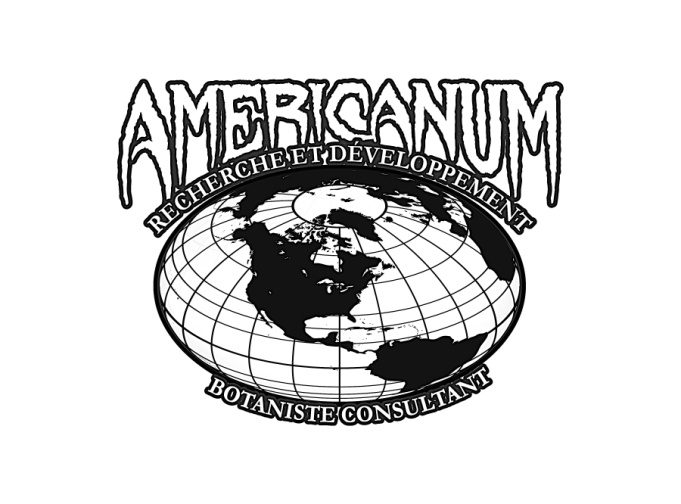 AMERICANUM
RECHERCHE ET DÉVELOPPEMENT
BOTANISTE CONSULTANT